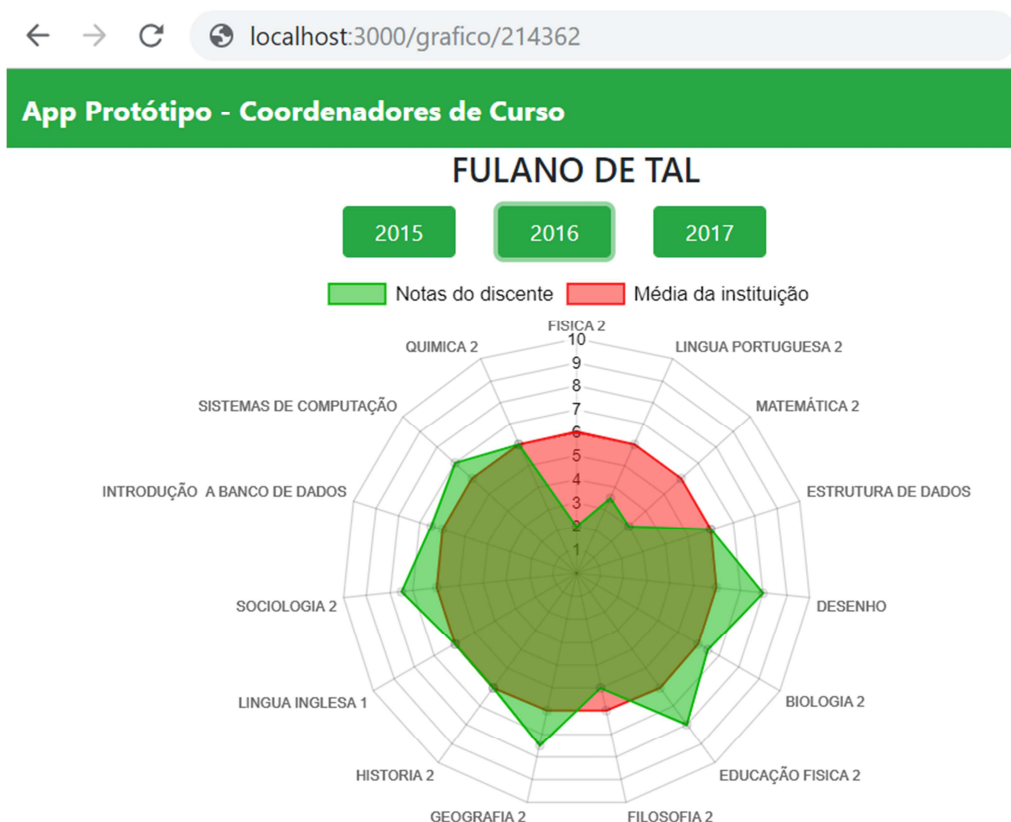 localhost:3000/grafico/214362
App Protótipo - Coordenadores de Curso
FULANO DE TAL
2015 2016 2017
Notas do discente Média da instituição
FISICA 2
10
QUIMICA 2 LINGUA PORTUGUESA 2
9
8
SISTEMAS DE COMPUTAÇÃO MATEMÁTICA 2
7
6
5
4
INTRODUÇÃO A BANCO DE DADOS ESTRUTURA DE DADOS
3
2
1
SOCIOLOGIA 2 DESENHO
LINGUA INGLESA 1 BIOLOGIA 2
HISTORIA 2 EDUCAÇÃO FISICA 2
GEOGRAFIA 2 FILOSOFIA 2